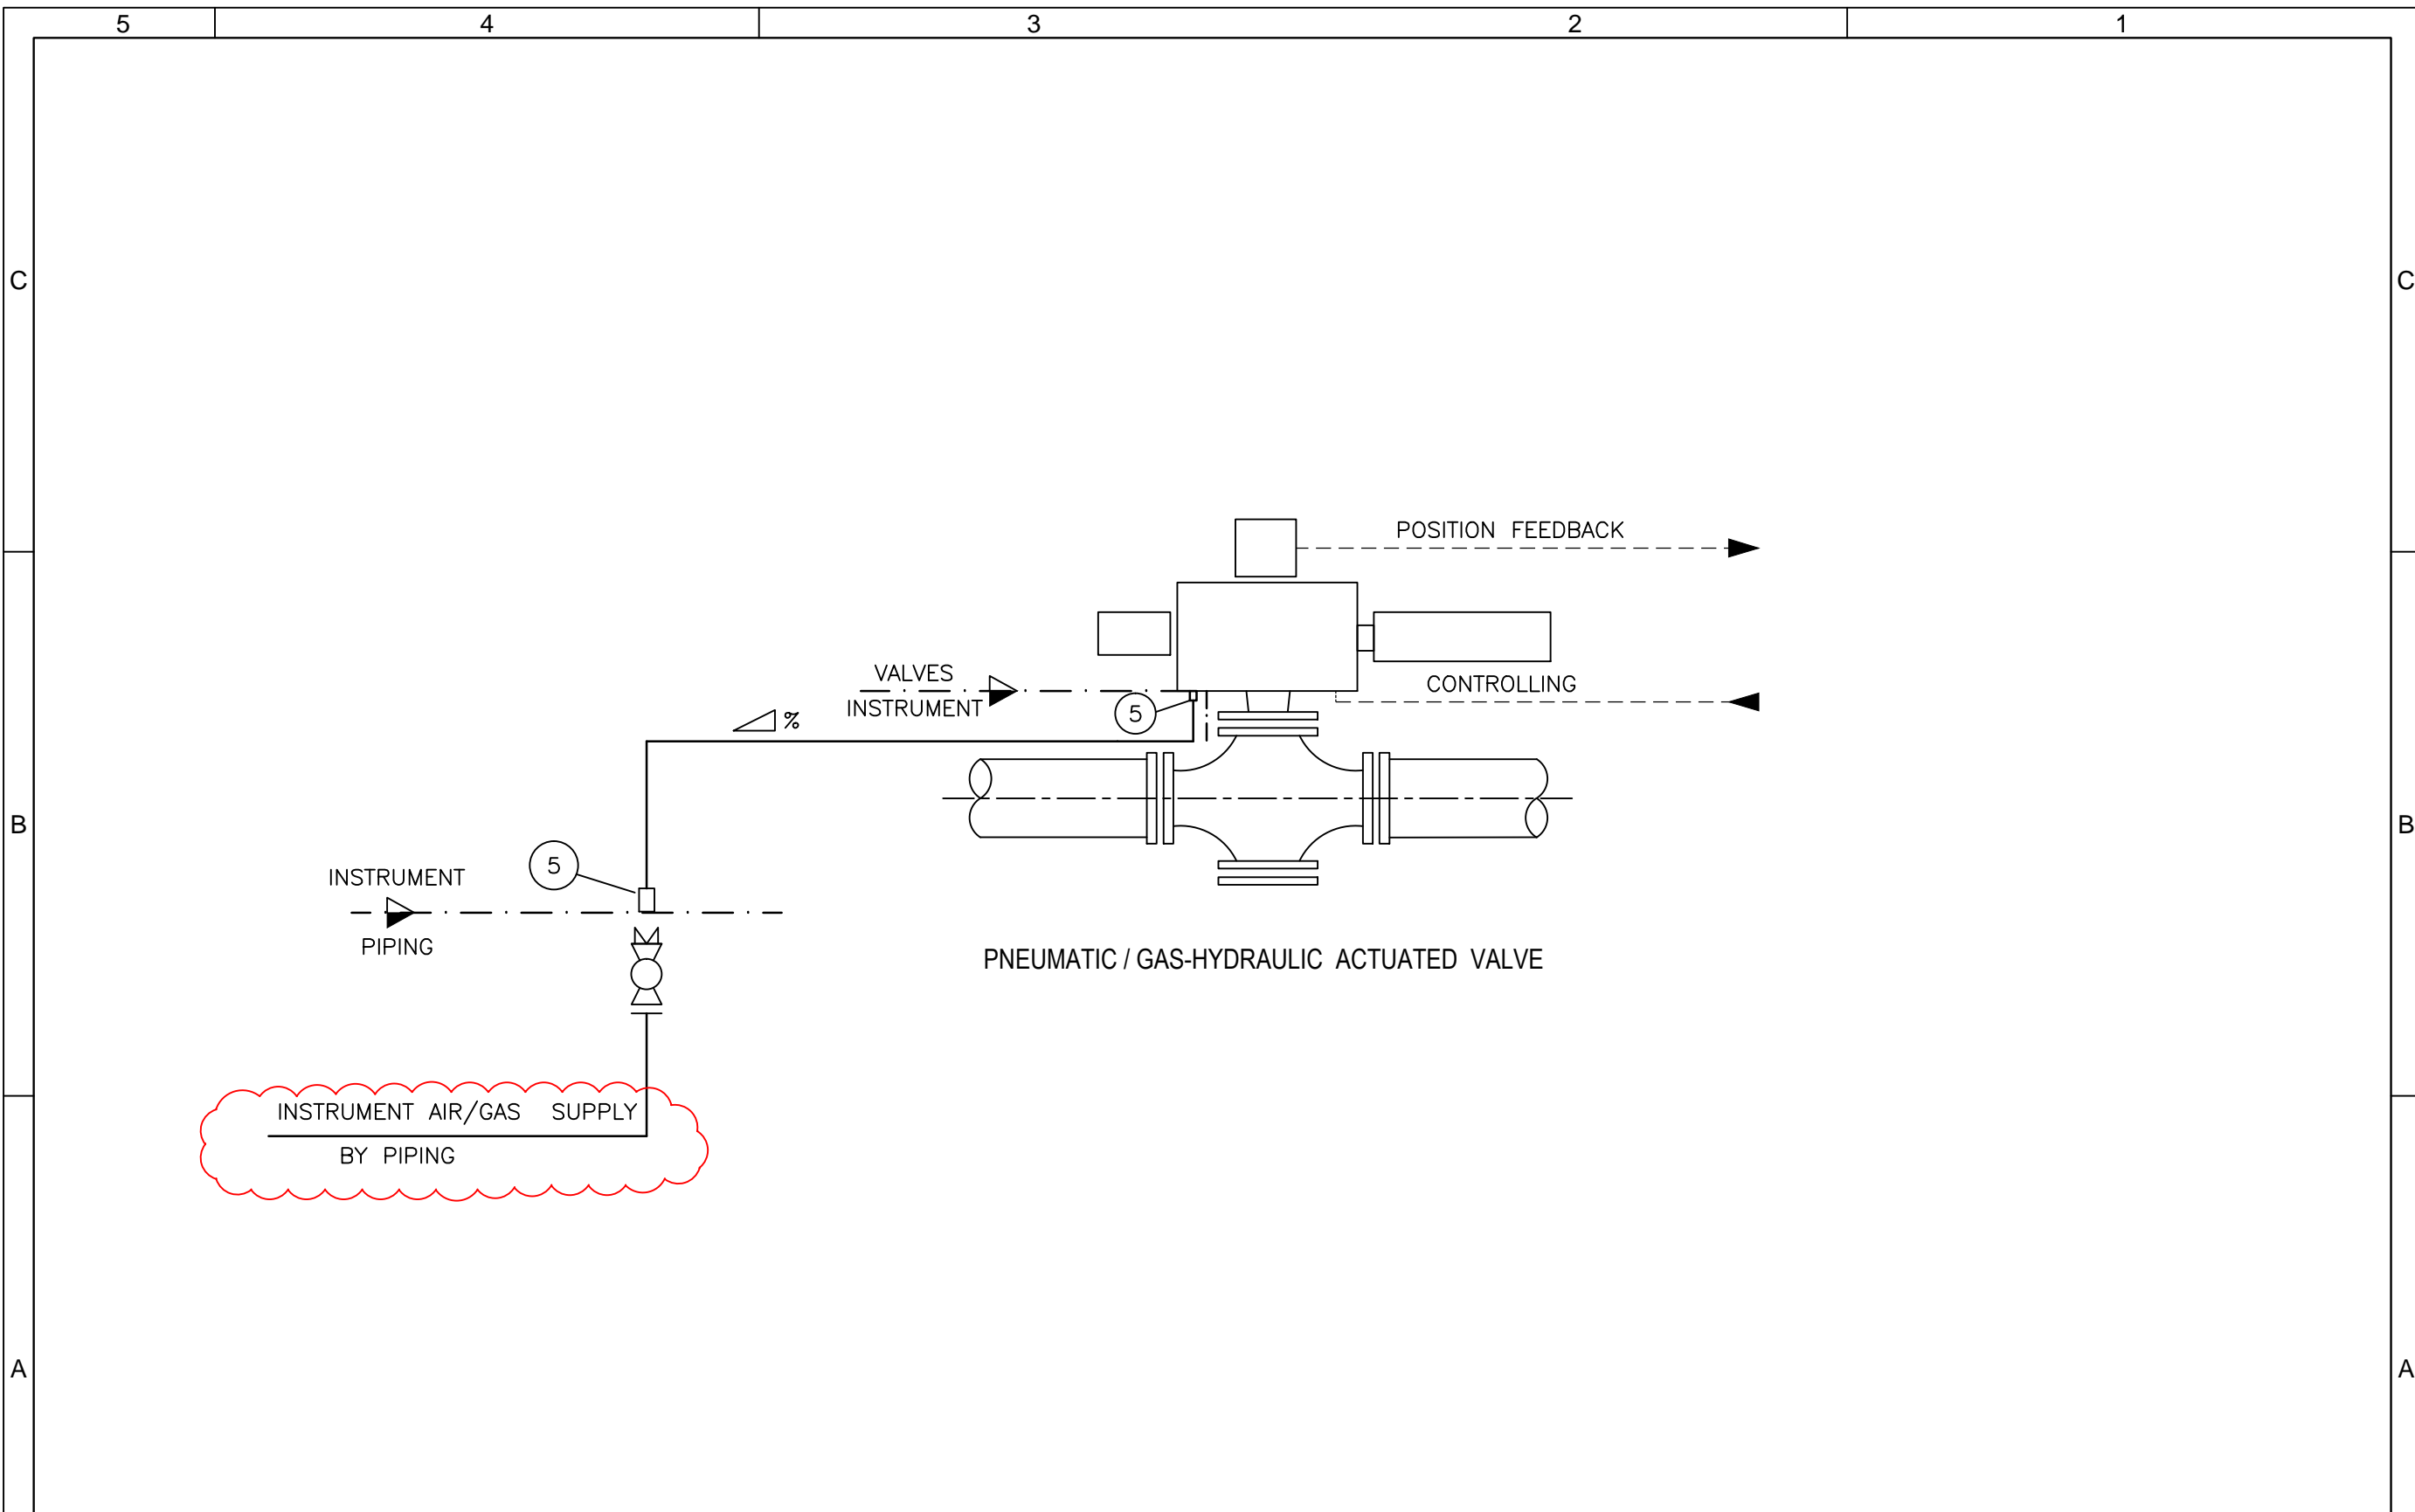 5 4 3 2 1
C C
POSITION FEEDBACK
VALVES
INSTRUMENT
CONTROLLING
5
%
B B
5
INSTRUMENT
PIPING
PNEUMATIC / GAS-HYDRAULIC ACTUATED VALVE
INSTRUMENT AIR/GAS SUPPLY
BY PIPING
A A